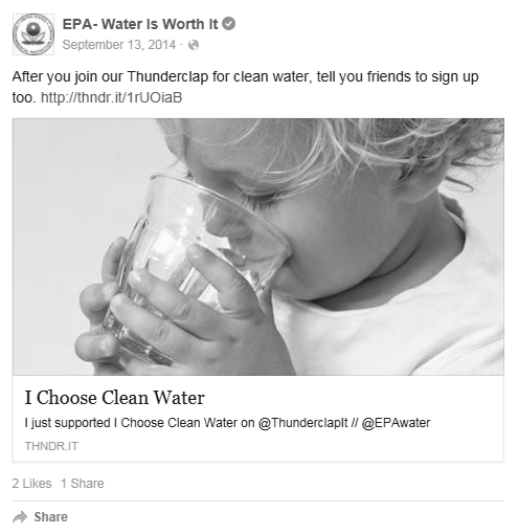 EPA- Water Is Worth It
September 13, 2014 ·
After you join our Thunderclap for clean water, tell you friends to sign up
too. http://thndr.it/1rUOiaB
I Choose Clean Water
I just supported I Choose Clean Water on @ThunderclapIt // @EPAwater
THNDR.IT
2 Likes 1 Share
Share